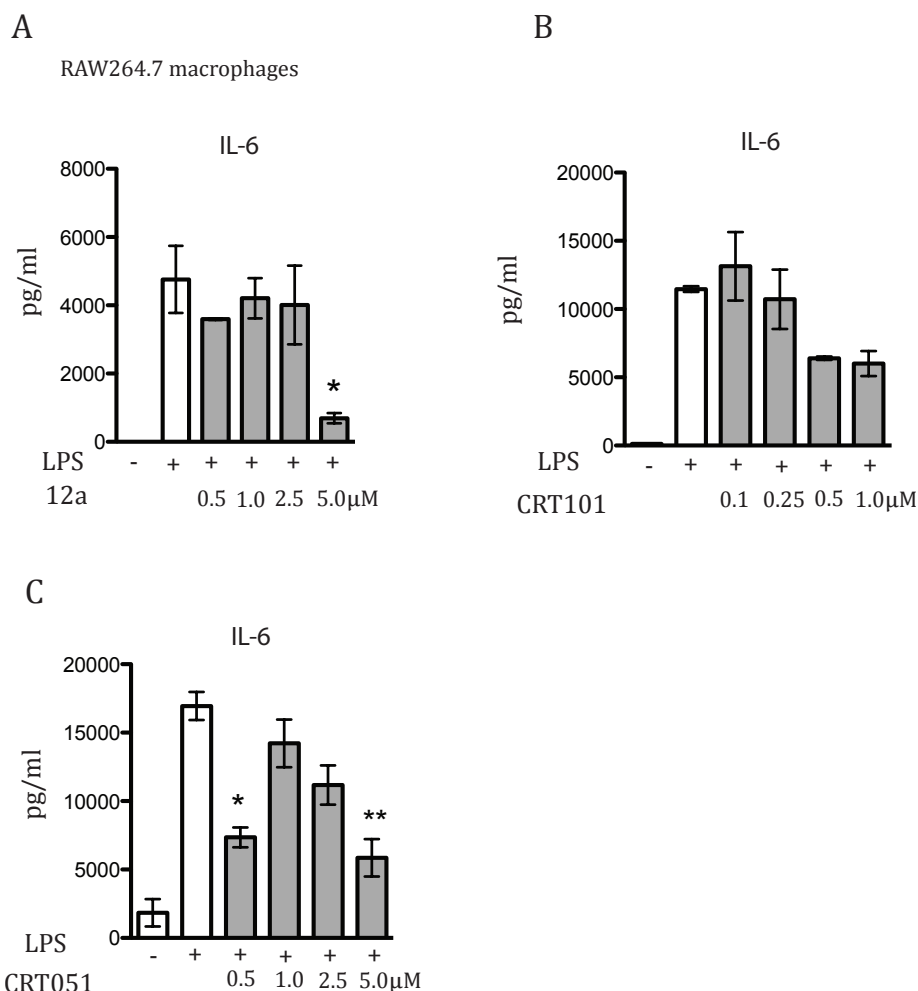 A
RAW264.7 macrophages
IL-6
8000
6000
4000
2000
0
pg/ml
*
LPS - + + + + +
12a 0.5 1.0 2.5 5.0μM
B
IL-6
20000
15000
10000
5000
0
pg/ml
LPS - + + + + +
CRT101 0.1 0.25 0.5 1.0μM
C
IL-6
20000
15000
10000
5000
0
pg/ml
* **
LPS - + + + + +
CRT051 0.5 1.0 2.5 5.0μM